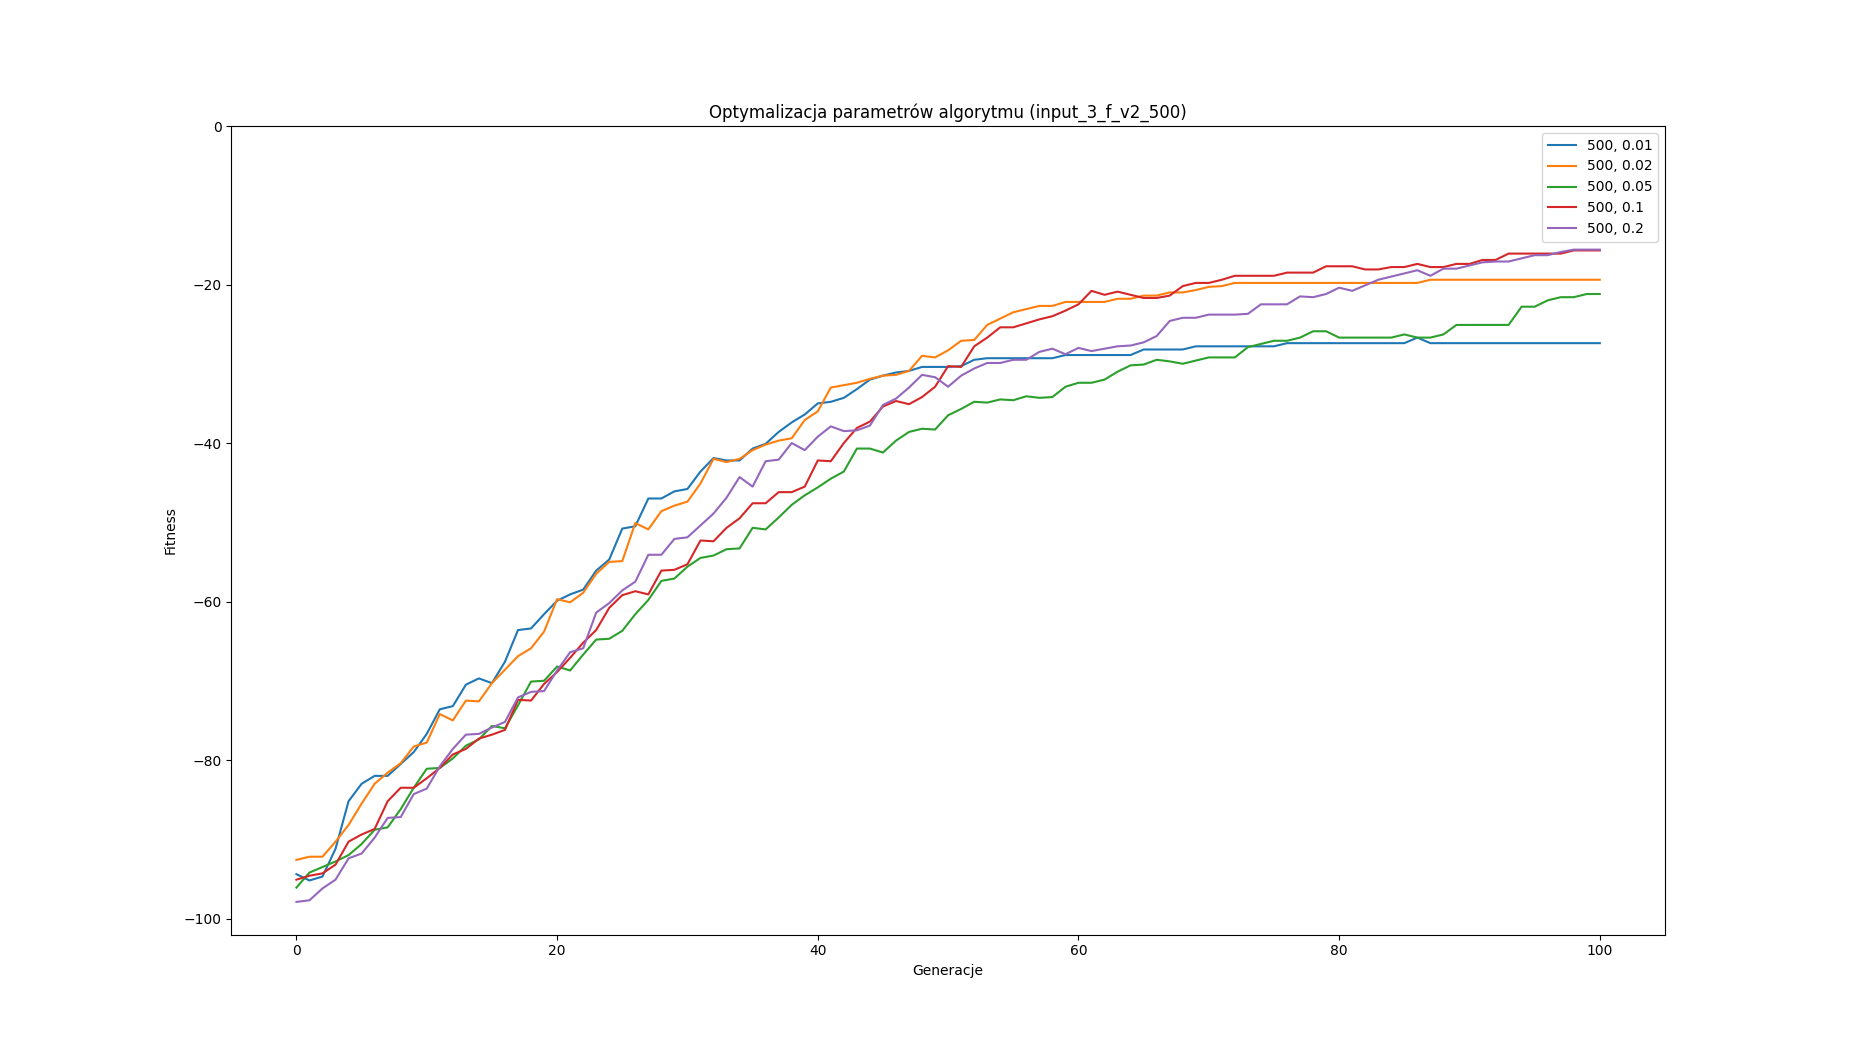 Optymalizacja parametrów algorytmu (input_3_f_v2_500)
0
−20
−40
−60
−80
−100
Fitness
500, 0.01
500, 0.02
500, 0.05
500, 0.1
500, 0.2
0 20 40 60 80 100
Generacje